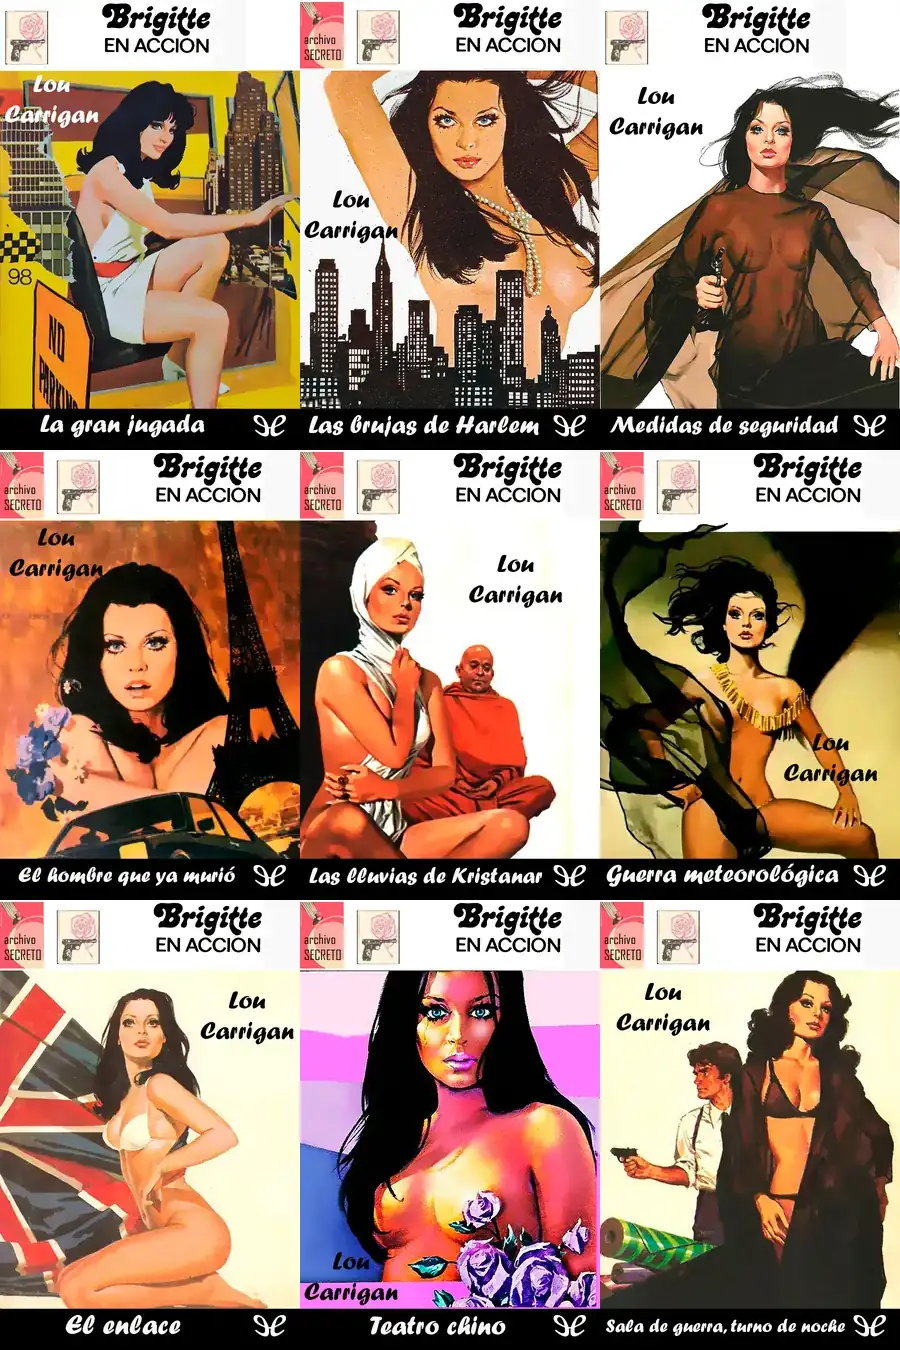 Brigitte
EN ACCION
Lou
Carrigan
98
NO
PARKING
La gran jugada
archivo
SECRETO
Brigitte
EN ACCION
Lou
Carrigan
Las brujas de Harlem
Brigitte
EN ACCION
Lou
Carrigan
Medidas de seguridad
archivo
SECRETO
Brigitte
EN ACCION
Lou
Carrigan
El hombre que ya murió
archivo
SECRETO
Brigitte
EN ACCION
Lou
Carrigan
Las lluvias de Kristanar
archivo
SECRETO
Brigitte
EN ACCION
Lou
Carrigan
Guerra meteorológica
archivo
SECRETO
Brigitte
EN ACCION
Lou
Carrigan
El enlace
archivo
SECRETO
Brigitte
EN ACCION
Lou
Carrigan
Teatro chino
archivo
SECRETO
Brigitte
EN ACCION
Lou
Carrigan
Sala de guerra, turno de noche